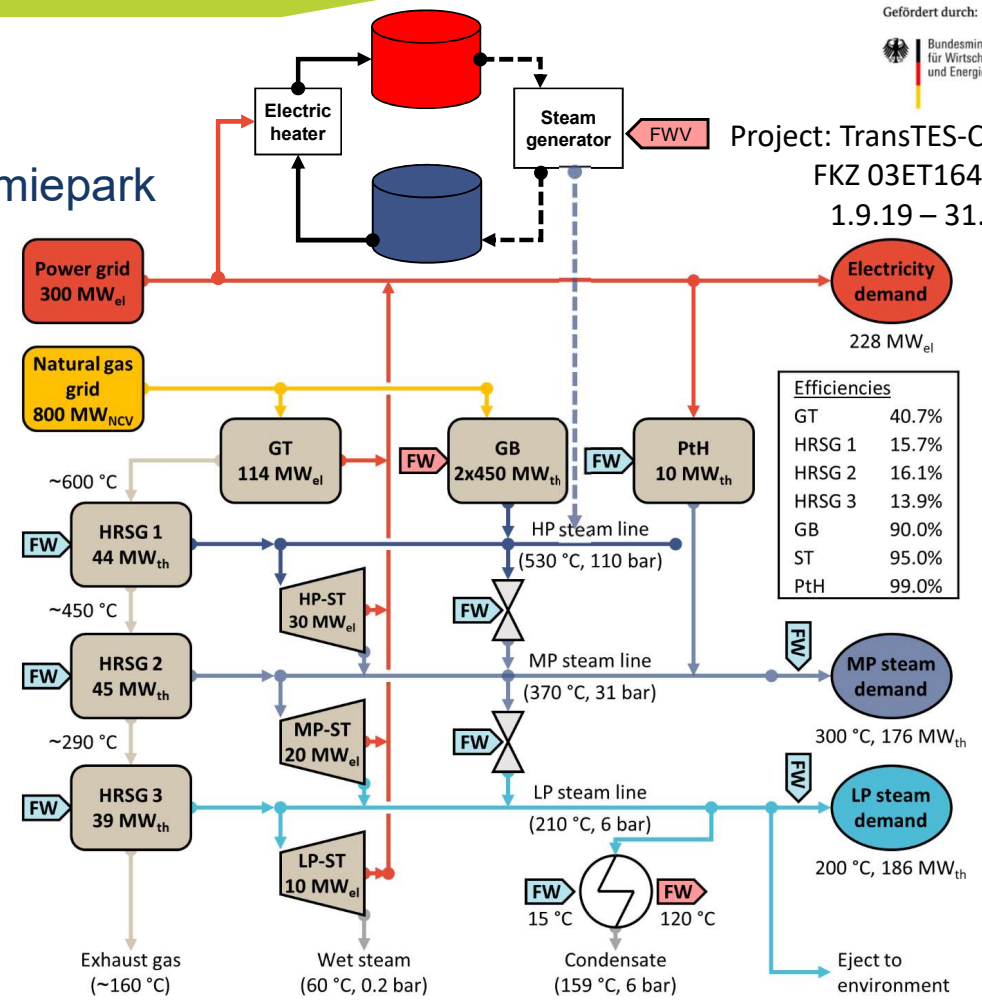 Gefördert durch:
für Wirtsch
und Energie
Project: TransTES-C
FKZ 03ET164
1.9.19 – 31.
miepark
Electric
heater
Steam
generator
FWV
Power grid
300 MWel
Electricity
demand
228 MWel
Natural gas
grid
800 MWNCV
Efficiencies
GT 40.7%
HRSG 1 15.7%
HRSG 2 16.1%
HRSG 3 13.9%
GB 90.0%
ST 95.0%
PtH 99.0%
GT
114 MWel
FW
GB
2x450 MWth
FW
PtH
10 MWth
~600 °C
FW
HRSG 1
44 MWth
HP steam line
(530 °C, 110 bar)
HP-ST
30 MWel
FW
~450 °C
FW
HRSG 2
45 MWth
MP steam line
(370 °C, 31 bar)
FW
MP steam
demand
300 °C, 176 MWth
MP-ST
20 MWel
FW
~290 °C
FW
HRSG 3
39 MWth
LP steam line
(210 °C, 6 bar)
FW
LP steam
demand
200 °C, 186 MWth
LP-ST
10 MWel
FW
15 °C
FW
120 °C
Exhaust gas
(~160 °C)
Wet steam
(60 °C, 0.2 bar)
Condensate
(159 °C, 6 bar)
Eject to
environment